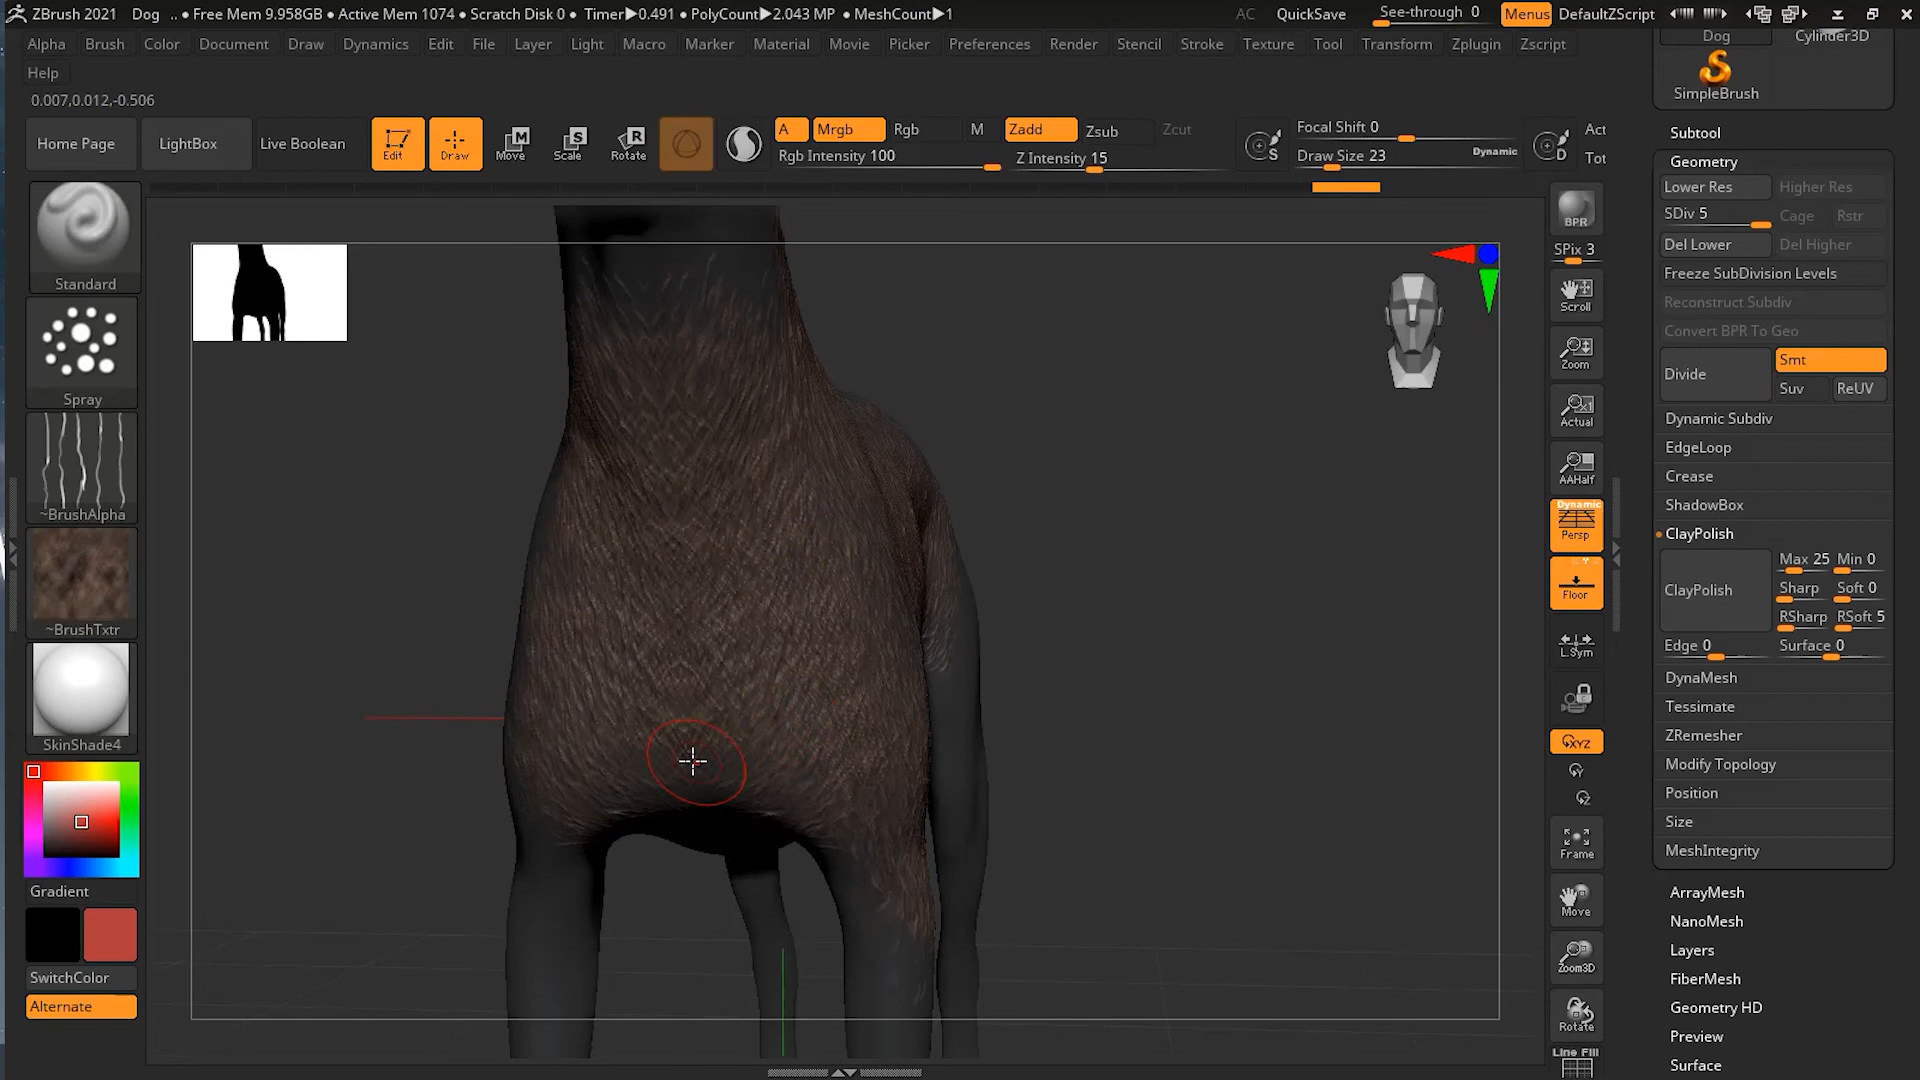 ZBrush 2021 Dog .. • Free Mem 9.958GB • Active Mem 1074 • Scratch Disk 0 • Timer▶0.491 • PolyCount▶2.043 MP • MeshCount▶1 AC QuickSave See-through 0 Menus DefaultZScript
Alpha Brush Color Document Draw Dynamics Edit File Layer Light Macro Marker Material Movie Picker Preferences Render Stencil Stroke Texture Tool Transform Zplugin Zscript
Help
0.007,0.012,-0.506
Home Page LightBox Live Boolean Edit Draw Move Scale Rotate A Mrgb Rgb M Zadd Zsub Zcut Focal Shift 0 Act
Rgb Intensity 100 Z Intensity 15 Draw Size 23 Dynamic Tot
M
S
R
S
D
Standard
Spray
~BrushAlpha
~BrushTxtr
SkinShade4
Gradient
SwitchColor
Alternate
BPR
SPix 3
Scroll
Zoom
Actual
AAHalf
Dynamic
Persp
Floor
L.Sym
XYZ
Y
Z
Frame
Move
Zoom3D
Rotate
Line Fill
Dog Cylinder3D
SimpleBrush
Subtool
Geometry
Lower Res Higher Res
SDiv 5 Cage Rstr
Del Lower Del Higher
Freeze SubDivision Levels
Reconstruct Subdiv
Convert BPR To Geo
Divide Smt
Suv ReUV
Dynamic Subdiv
EdgeLoop
Crease
ShadowBox
ClayPolish
ClayPolish Max 25 Min 0
Sharp Soft 0
RSharp RSoft 5
Edge 0 Surface 0
DynaMesh
Tessimate
ZRemesher
Modify Topology
Position
Size
MeshIntegrity
ArrayMesh
NanoMesh
Layers
FiberMesh
Geometry HD
Preview
Surface